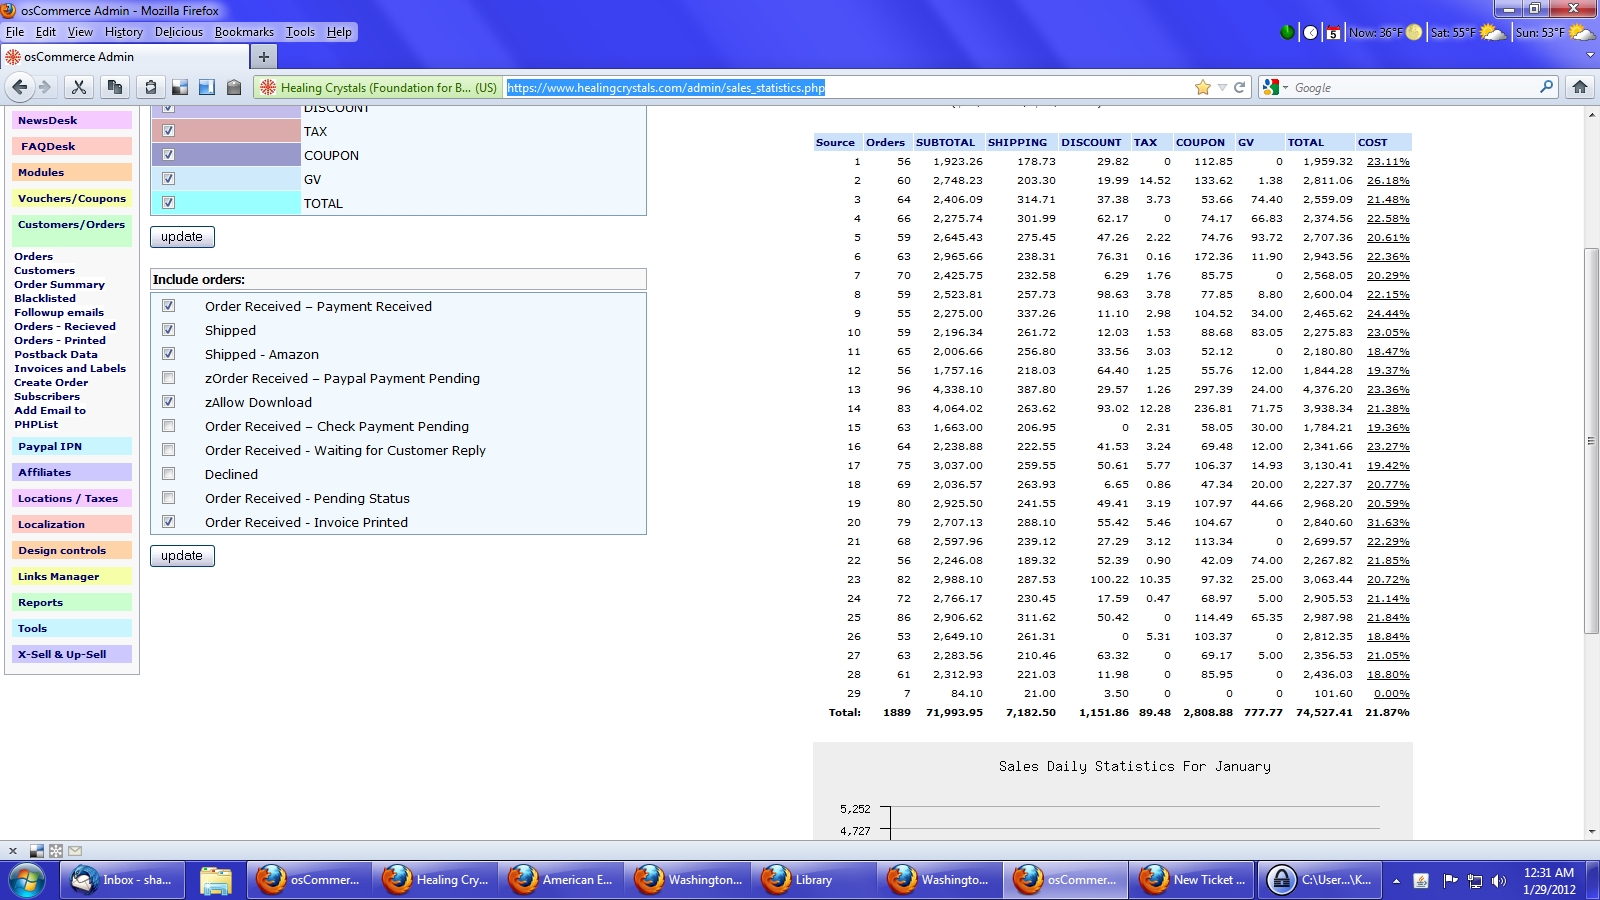 osCommerce Admin - Mozilla Firefox
File Edit View History Delicious Bookmarks Tools Help
5 Now: 36°F Sat: 55°F Sun: 53°F
osCommerce Admin
Healing Crystals (Foundation for B... (US) https://www.healingcrystals.com/admin/sales_statistics.php Google
NewsDesk
FAQDesk
Modules
Vouchers/Coupons
Customers/Orders
Orders
Customers
Order Summary
Blacklisted
Followup emails
Orders - Recieved
Orders - Printed
Postback Data
Invoices and Labels
Create Order
Subscribers
Add Email to
PHPList
Paypal IPN
Affiliates
Locations / Taxes
Localization
Design controls
Links Manager
Reports
Tools
X-Sell & Up-Sell
DISCOUNT
TAX
COUPON
GV
TOTAL
update
Include orders:
Order Received – Payment Received
Shipped
Shipped - Amazon
zOrder Received – Paypal Payment Pending
zAllow Download
Order Received – Check Payment Pending
Order Received - Waiting for Customer Reply
Declined
Order Received - Pending Status
Order Received - Invoice Printed
update
Source Orders SUBTOTAL SHIPPING DISCOUNT TAX COUPON GV TOTAL COST
1 56 1,923.26 178.73 29.82 0 112.85 0 1,959.32 23.11%
2 60 2,748.23 203.30 19.99 14.52 133.62 1.38 2,811.06 26.18%
3 64 2,406.09 314.71 37.38 3.73 53.66 74.40 2,559.09 21.48%
4 66 2,275.74 301.99 62.17 0 74.17 66.83 2,374.56 22.58%
5 59 2,645.43 275.45 47.26 2.22 74.76 93.72 2,707.36 20.61%
6 63 2,965.66 238.31 76.31 0.16 172.36 11.90 2,943.56 22.36%
7 70 2,425.75 232.58 6.29 1.76 85.75 0 2,568.05 20.29%
8 59 2,523.81 257.73 98.63 3.78 77.85 8.80 2,600.04 22.15%
9 55 2,275.00 337.26 11.10 2.98 104.52 34.00 2,465.62 24.44%
10 59 2,196.34 261.72 12.03 1.53 88.68 83.05 2,275.83 23.05%
11 65 2,006.66 256.80 33.56 3.03 52.12 0 2,180.80 18.47%
12 56 1,757.16 218.03 64.40 1.25 55.76 12.00 1,844.28 19.37%
13 96 4,338.10 387.80 29.57 1.26 297.39 24.00 4,376.20 23.36%
14 83 4,064.02 263.62 93.02 12.28 236.81 71.75 3,938.34 21.38%
15 63 1,663.00 206.95 0 2.31 58.05 30.00 1,784.21 19.36%
16 64 2,238.88 222.55 41.53 3.24 69.48 12.00 2,341.66 23.27%
17 75 3,037.00 259.55 50.61 5.77 106.37 14.93 3,130.41 19.42%
18 69 2,036.57 263.93 6.65 0.86 47.34 20.00 2,227.37 20.77%
19 80 2,925.50 241.55 49.41 3.19 107.97 44.66 2,968.20 20.59%
20 79 2,707.13 288.10 55.42 5.46 104.67 0 2,840.60 31.63%
21 68 2,597.96 239.12 27.29 3.12 113.34 0 2,699.57 22.29%
22 56 2,246.08 189.32 52.39 0.90 42.09 74.00 2,267.82 21.85%
23 82 2,988.10 287.53 100.22 10.35 97.32 25.00 3,063.44 20.72%
24 72 2,766.17 230.45 17.59 0.47 68.97 5.00 2,905.53 21.14%
25 86 2,906.62 311.62 50.42 0 114.49 65.35 2,987.98 21.84%
26 53 2,649.10 261.31 0 5.31 103.37 0 2,812.35 18.84%
27 63 2,283.56 210.46 63.32 0 69.17 5.00 2,356.53 21.05%
28 61 2,312.93 221.03 11.98 0 85.95 0 2,436.03 18.80%
29 7 84.10 21.00 3.50 0 0 0 101.60 0.00%
Total: 1889 71,993.95 7,182.50 1,151.86 89.48 2,808.88 777.77 74,527.41 21.87%
Sales Daily Statistics For January
5,252
4,727
Inbox - sha... osCommer... Healing Cry... American E... Washington... Library Washingto... osCommer... New Ticket ... C:\User...\K... 12:31 AM
1/29/2012